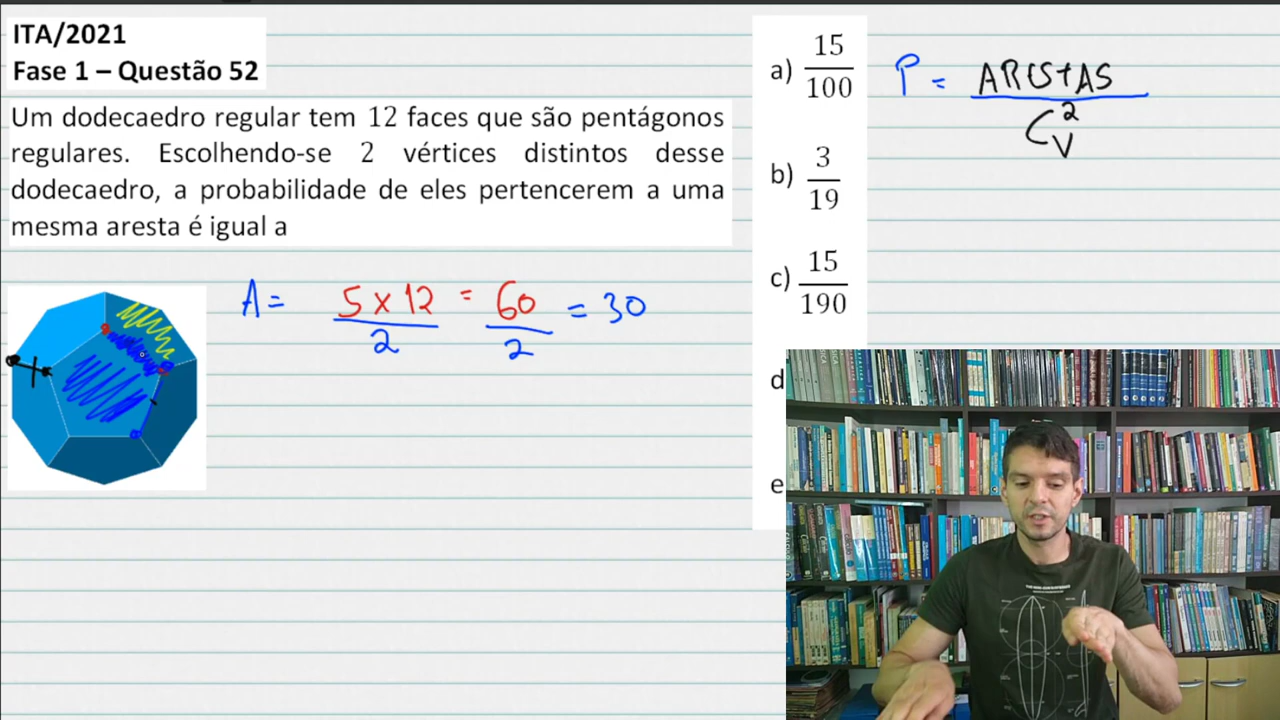 ITA/2021
Fase 1 – Questão 52
Um dodecaedro regular tem 12 faces que são pentágonos
regulares. Escolhendo-se 2 vértices distintos desse
dodecaedro, a probabilidade de eles pertencerem a uma
mesma aresta é igual a
A = 5 x 12 / 2 = 60 / 2 = 30
a) 15/100
b) 3/19
c) 15/190
d
e
P = ARESTAS / C_V^2